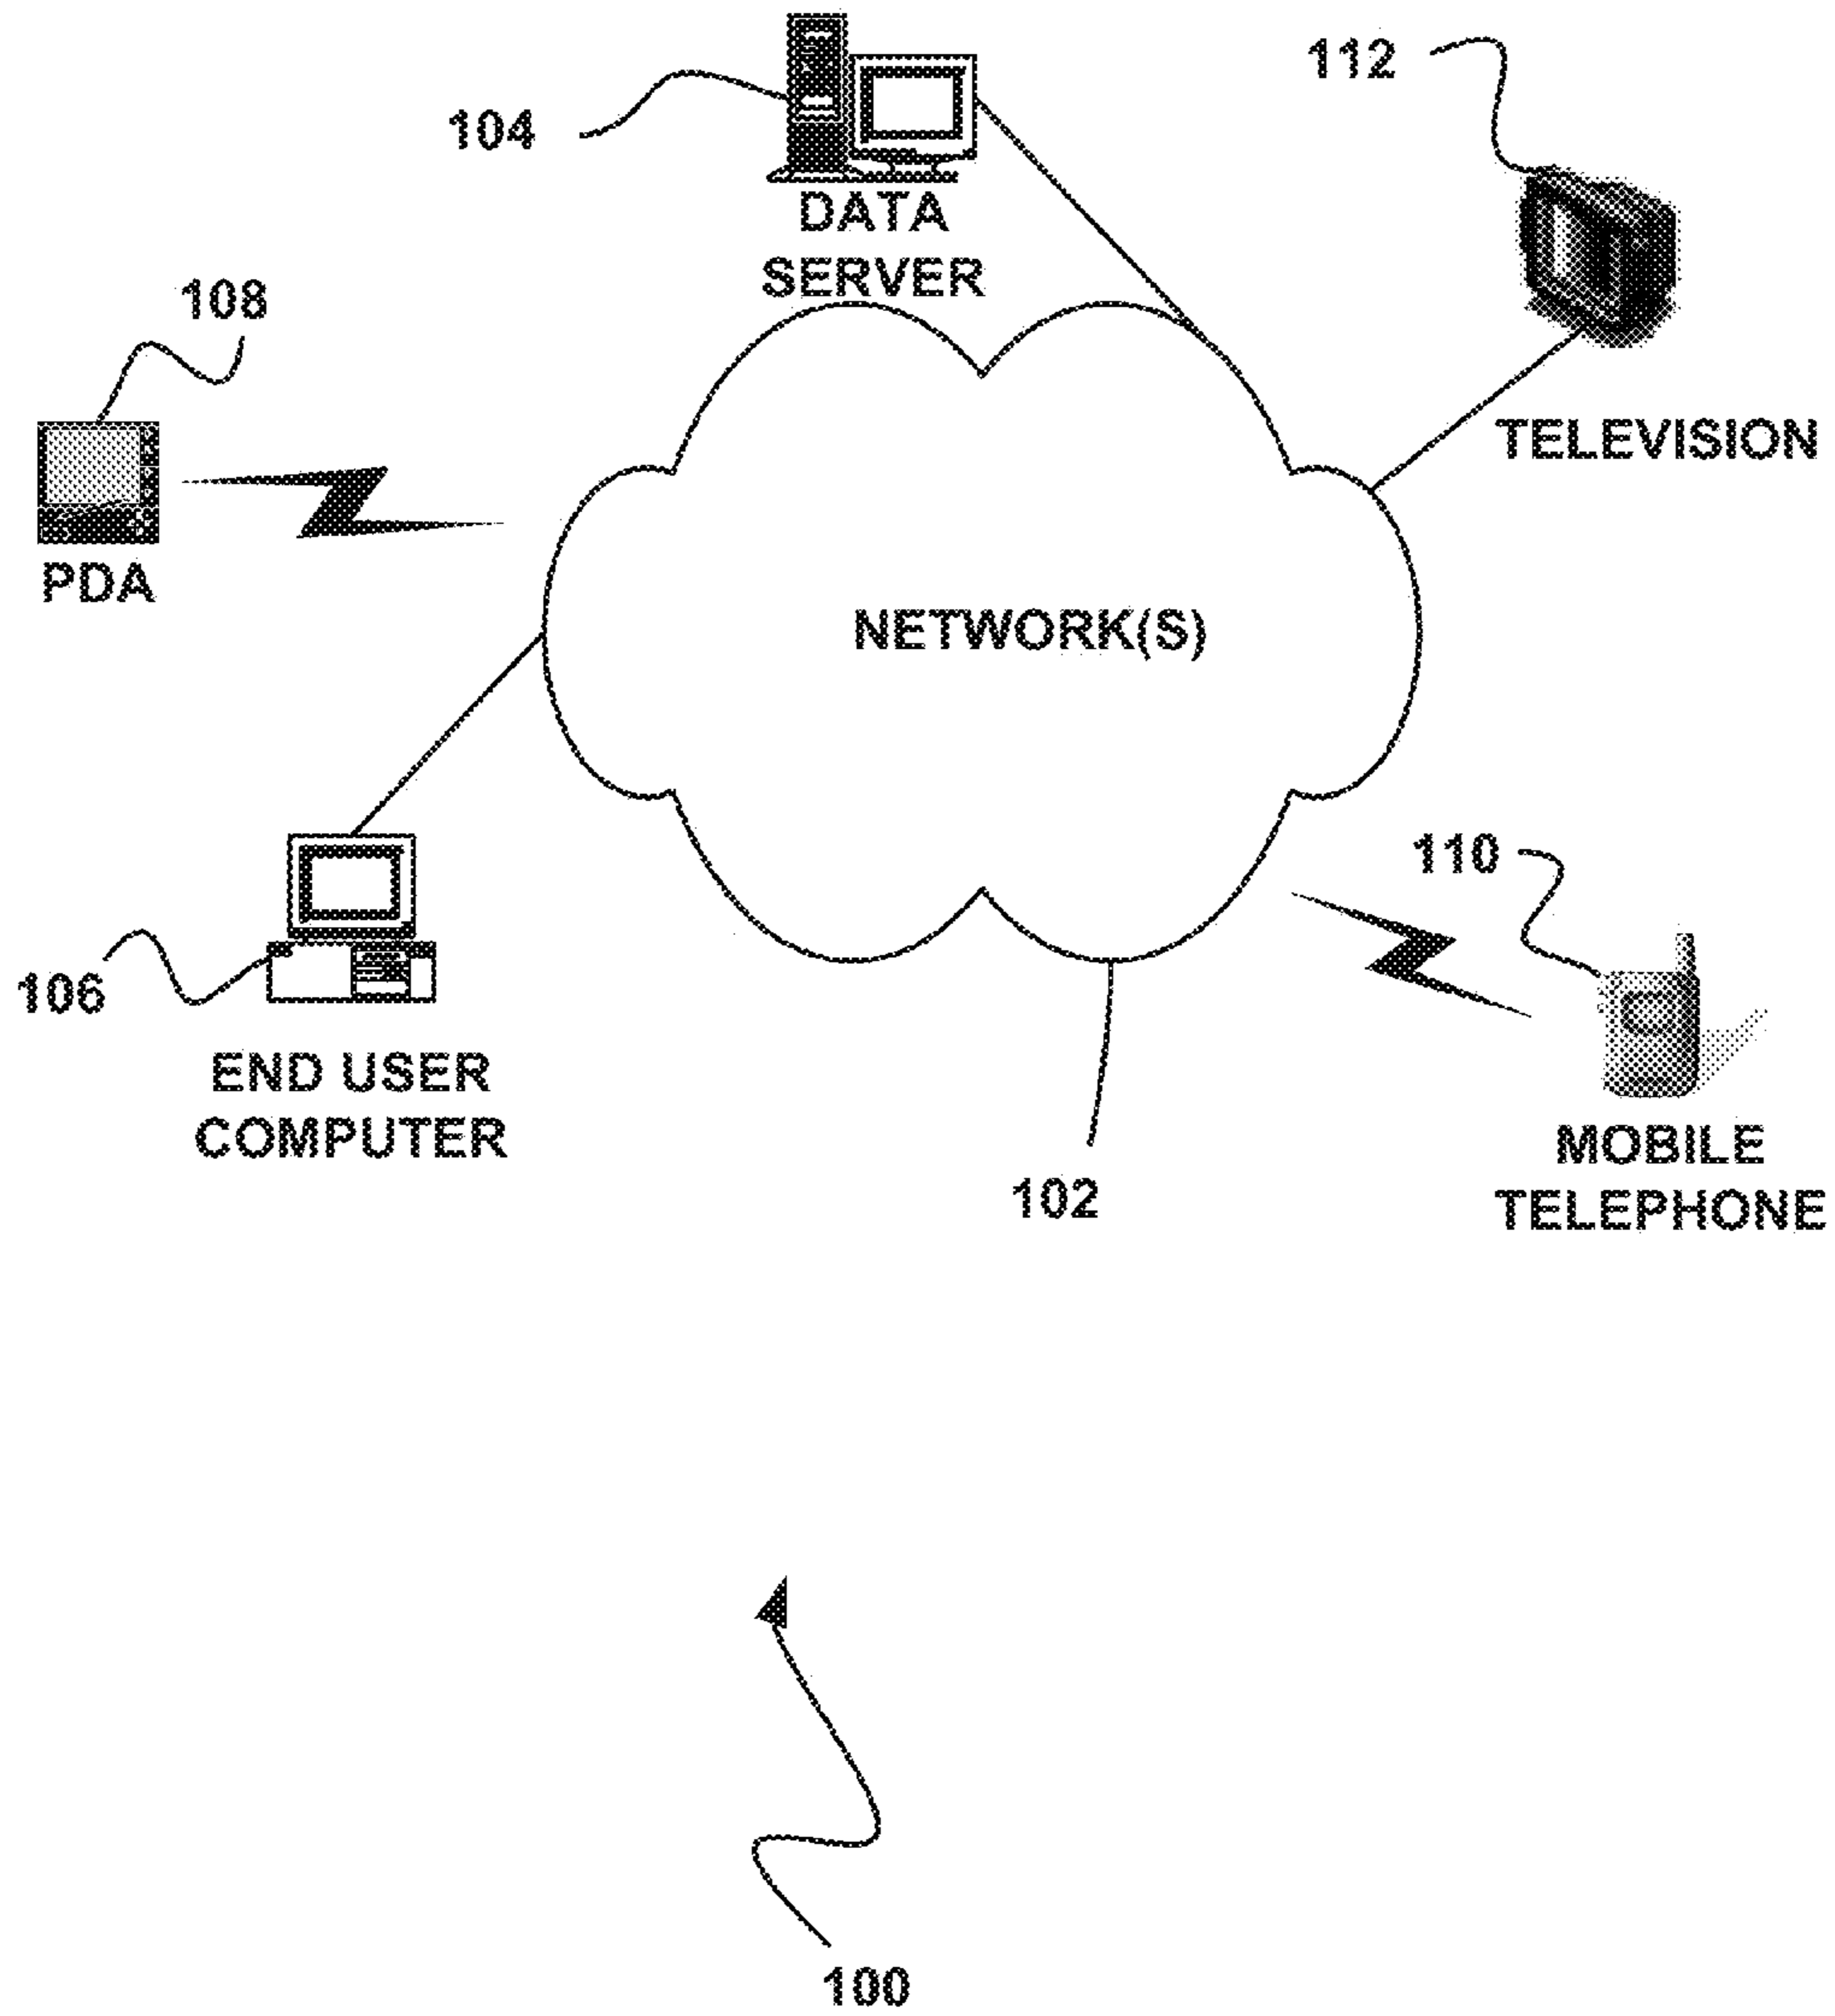 112
104
DATA
SERVER
108
TELEVISION
PDA
NETWORK(S)
110
106
END USER
COMPUTER
MOBILE
TELEPHONE
102
100